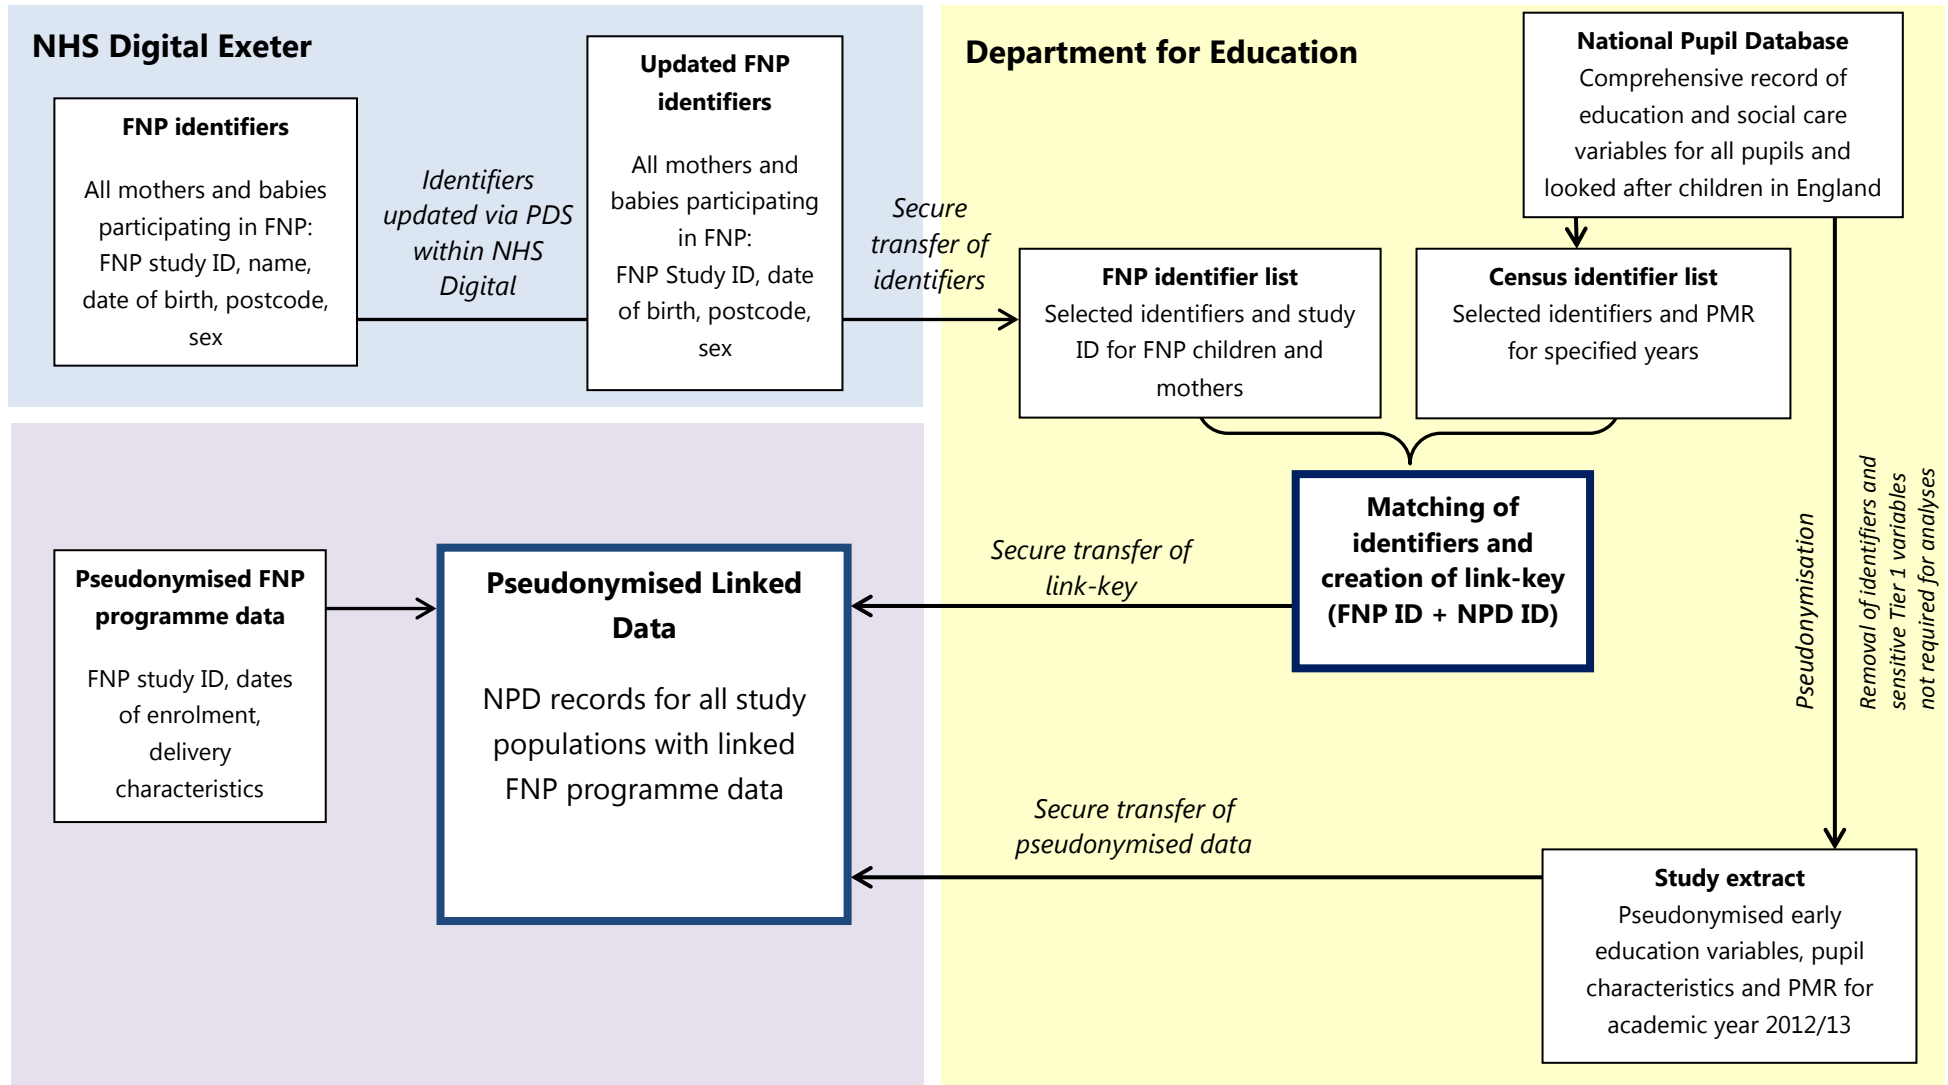 NHS Digital Exeter
FNP identifiers
All mothers and babies
participating in FNP:
FNP study ID, name,
date of birth, postcode,
sex
Identifiers
updated via PDS
within NHS
Digital
Updated FNP
identifiers
All mothers and
babies participating
in FNP:
FNP Study ID, date
of birth, postcode,
sex
Secure
transfer of
identifiers
Department for Education
National Pupil Database
Comprehensive record of
education and social care
variables for all pupils and
looked after children in England
FNP identifier list
Selected identifiers and study
ID for FNP children and
mothers
Census identifier list
Selected identifiers and PMR
for specified years
Matching of
identifiers and
creation of link-key
(FNP ID + NPD ID)
Pseudonymisation
Removal of identifiers and
sensitive Tier 1 variables
not required for analyses
Secure transfer of
link-key
Pseudonymised FNP
programme data
FNP study ID, dates
of enrolment,
delivery
characteristics
Pseudonymised Linked
Data
NPD records for all study
populations with linked
FNP programme data
Secure transfer of
pseudonymised data
Study extract
Pseudonymised early
education variables, pupil
characteristics and PMR for
academic year 2012/13